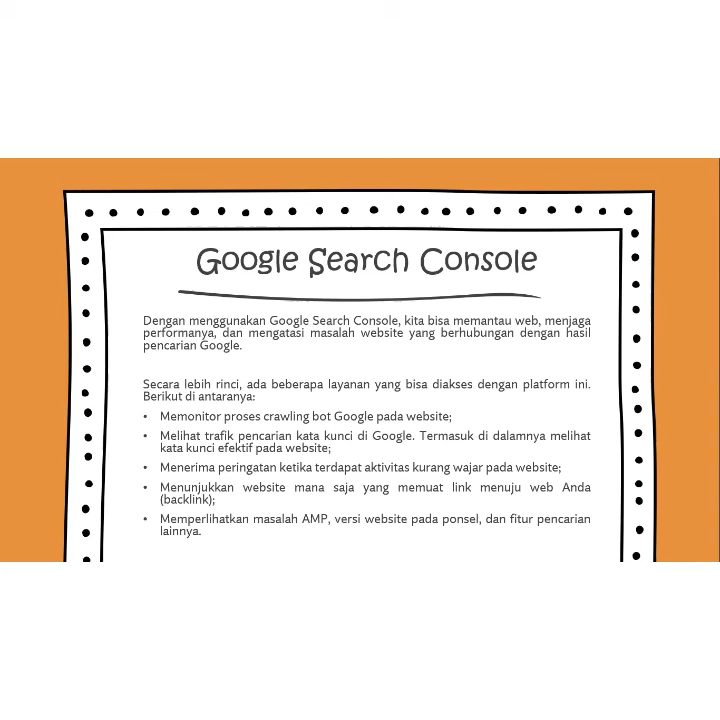 Google Search Console
Dengan menggunakan Google Search Console, kita bisa memantau web, menjaga
performanya, dan mengatasi masalah website yang berhubungan dengan hasil
pencarian Google.
Secara lebih rinci, ada beberapa layanan yang bisa diakses dengan platform ini.
Berikut di antaranya:
• Memonitor proses crawling bot Google pada website;
• Melihat trafik pencarian kata kunci di Google. Termasuk di dalamnya melihat
kata kunci efektif pada website;
• Menerima peringatan ketika terdapat aktivitas kurang wajar pada website;
• Menunjukkan website mana saja yang memuat link menuju web Anda
(backlink);
• Memperlihatkan masalah AMP, versi website pada ponsel, dan fitur pencarian
lainnya.